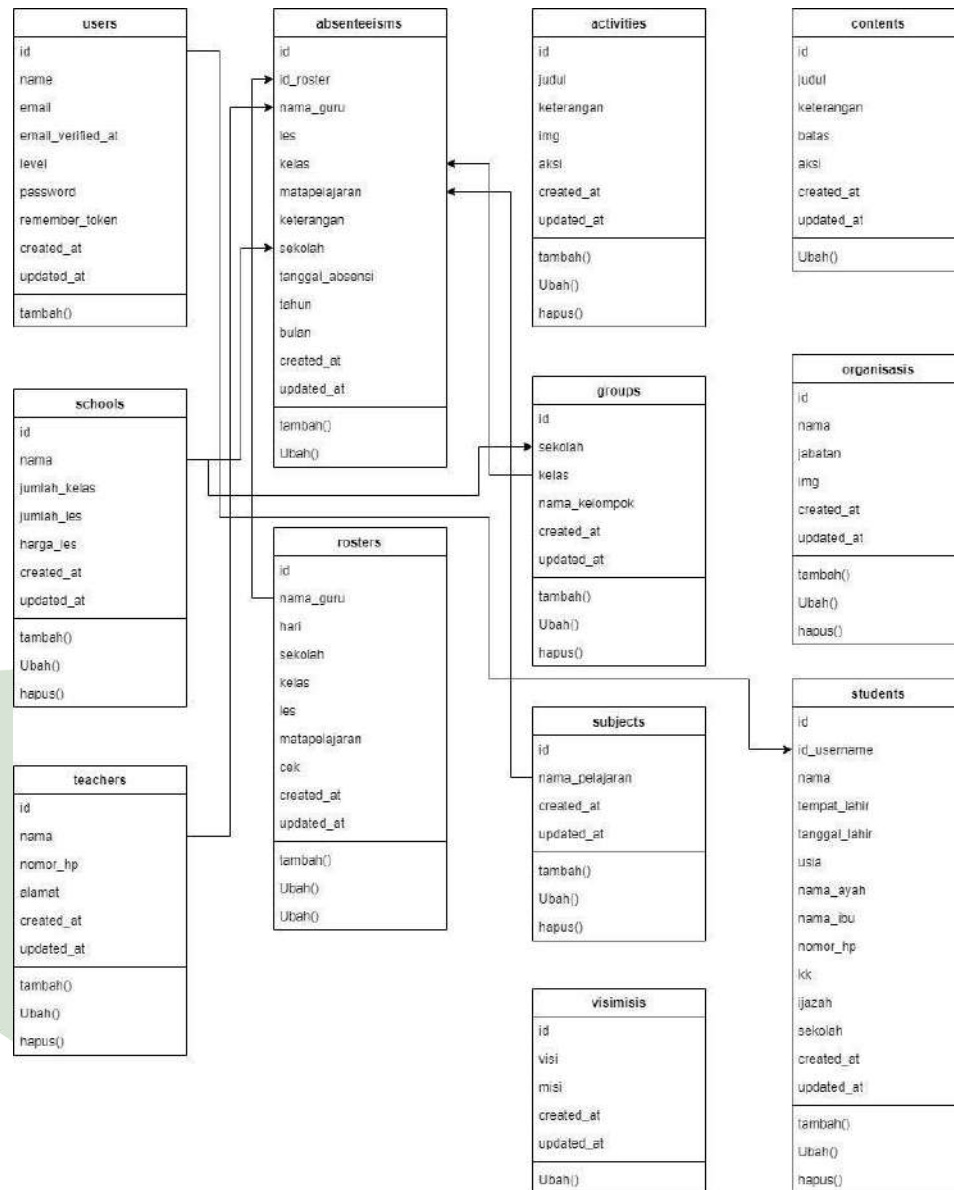 users
id
name
email
email_verified_at
level
password
remember_token
created_at
updated_at
tambah()
absenteeisms
id
id_roster
nama_guru
les
kelas
matapelajaran
keterangan
sekolah
tanggal_absensi
tahun
bulan
created_at
updated_at
tambah()
Ubah()
activities
id
judul
keterangan
img
aksi
created_at
updated_at
tambah()
Ubah()
hapus()
contents
id
judul
keterangan
batas
aksi
created_at
updated_at
Ubah()
schools
id
nama
jumlah_kelas
jumlah_les
harga_les
created_at
updated_at
tambah()
Ubah()
hapus()
groups
id
sekolah
kelas
nama_kelompok
created_at
updated_at
tambah()
Ubah()
hapus()
organisasis
id
nama
jabatan
img
created_at
updated_at
tambah()
Ubah()
hapus()
rosters
id
nama_guru
hari
sekolah
kelas
les
matapelajaran
cek
created_at
updated_at
tambah()
Ubah()
Ubah()
teachers
id
nama
nomor_hp
alamat
created_at
updated_at
tambah()
Ubah()
hapus()
subjects
id
nama_pelajaran
created_at
updated_at
tambah()
Ubah()
hapus()
students
id
id_username
nama
tempat_lahir
tanggal_lahir
usia
nama_ayah
nama_ibu
nomor_hp
kk
ijazah
sekolah
created_at
updated_at
tambah()
Ubah()
hapus()
visimisis
id
visi
misi
created_at
updated_at
Ubah()